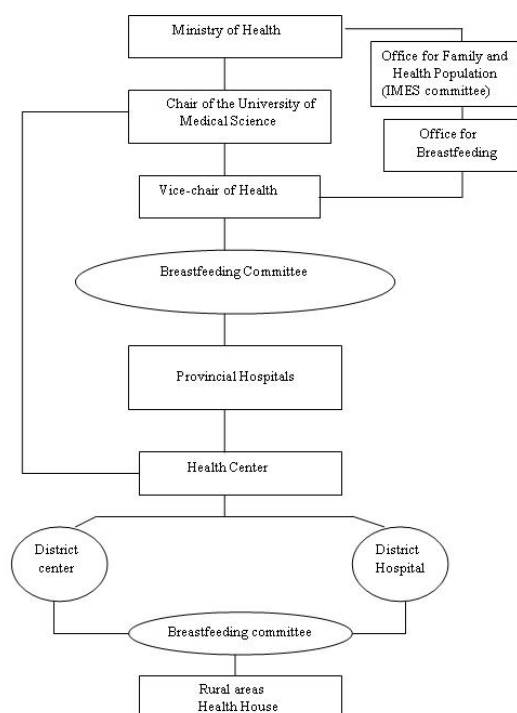 Ministry of Health
Office for Family and
Health Population
(IMES committee)
Chair of the University of
Medical Science
Office for
Breastfeeding
Vice-chair of Health
Breastfeeding Committee
Provincial Hospitals
Health Center
District
center
District
Hospital
Breastfeeding committee
Rural areas
Health House